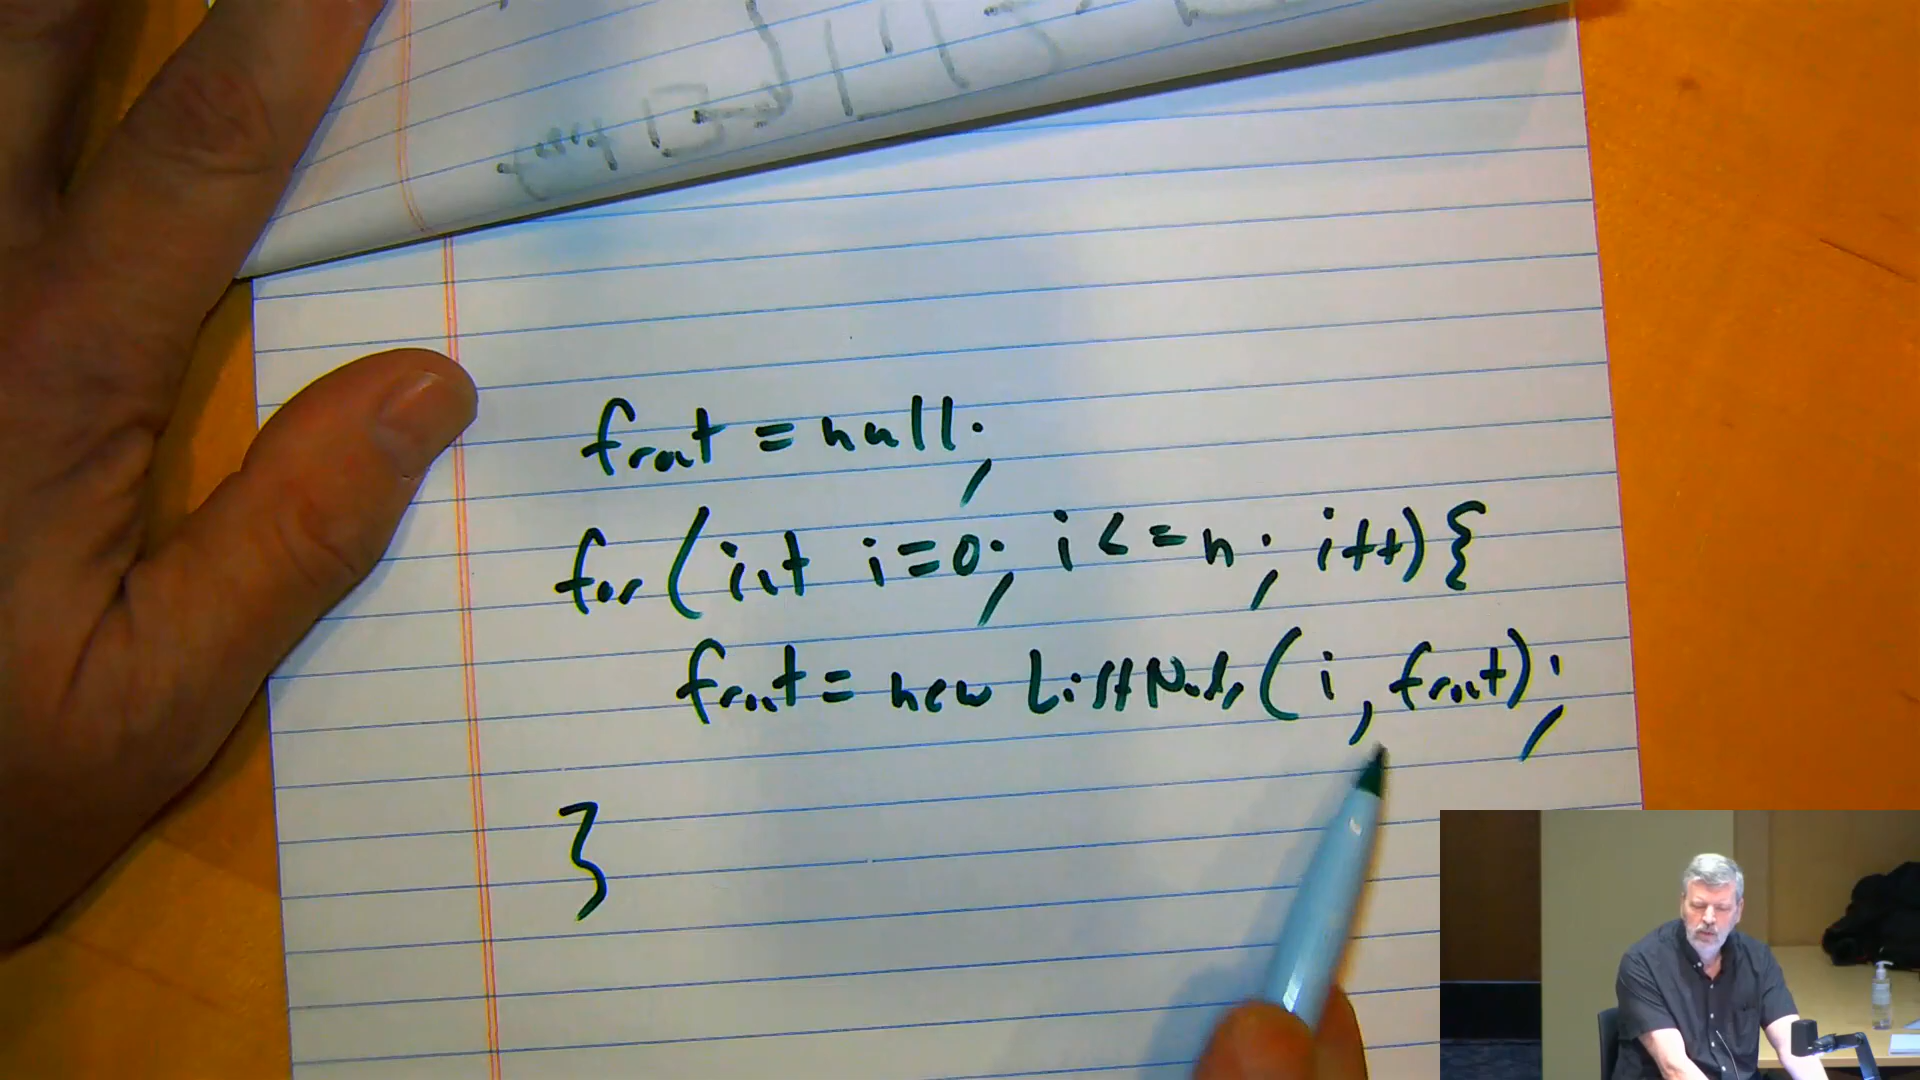 front = null;
for (int i=0; i<=n; i++) {
front = new ListNode(i, front);
}